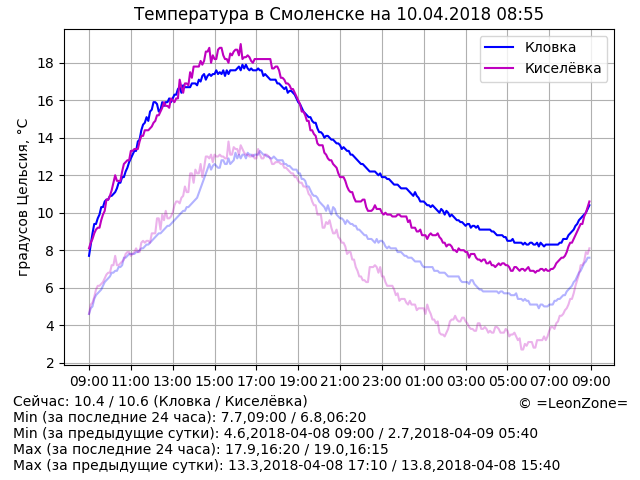 Температура в Смоленске на 10.04.2018 08:55
Кловка
Киселёвка
градусов Цельсия, °C
18
16
14
12
10
8
6
4
2
09:00 11:00 13:00 15:00 17:00 19:00 21:00 23:00 01:00 03:00 05:00 07:00 09:00
Сейчас: 10.4 / 10.6 (Кловка / Киселёвка)
© =LeonZone=
Min (за последние 24 часа): 7.7,09:00 / 6.8,06:20
Min (за предыдущие сутки): 4.6,2018-04-08 09:00 / 2.7,2018-04-09 05:40
Max (за последние 24 часа): 17.9,16:20 / 19.0,16:15
Max (за предыдущие сутки): 13.3,2018-04-08 17:10 / 13.8,2018-04-08 15:40